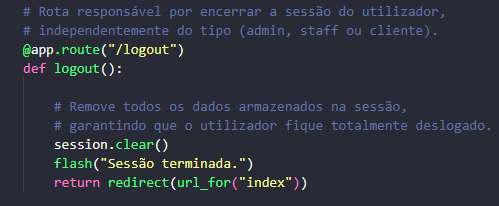 # Rota responsável por encerrar a sessão do utilizador,
# independentemente do tipo (admin, staff ou cliente).
@app.route("/logout")
def logout():
# Remove todos os dados armazenados na sessão,
# garantindo que o utilizador fique totalmente deslogado.
session.clear()
flash("Sessão terminada.")
return redirect(url_for("index"))